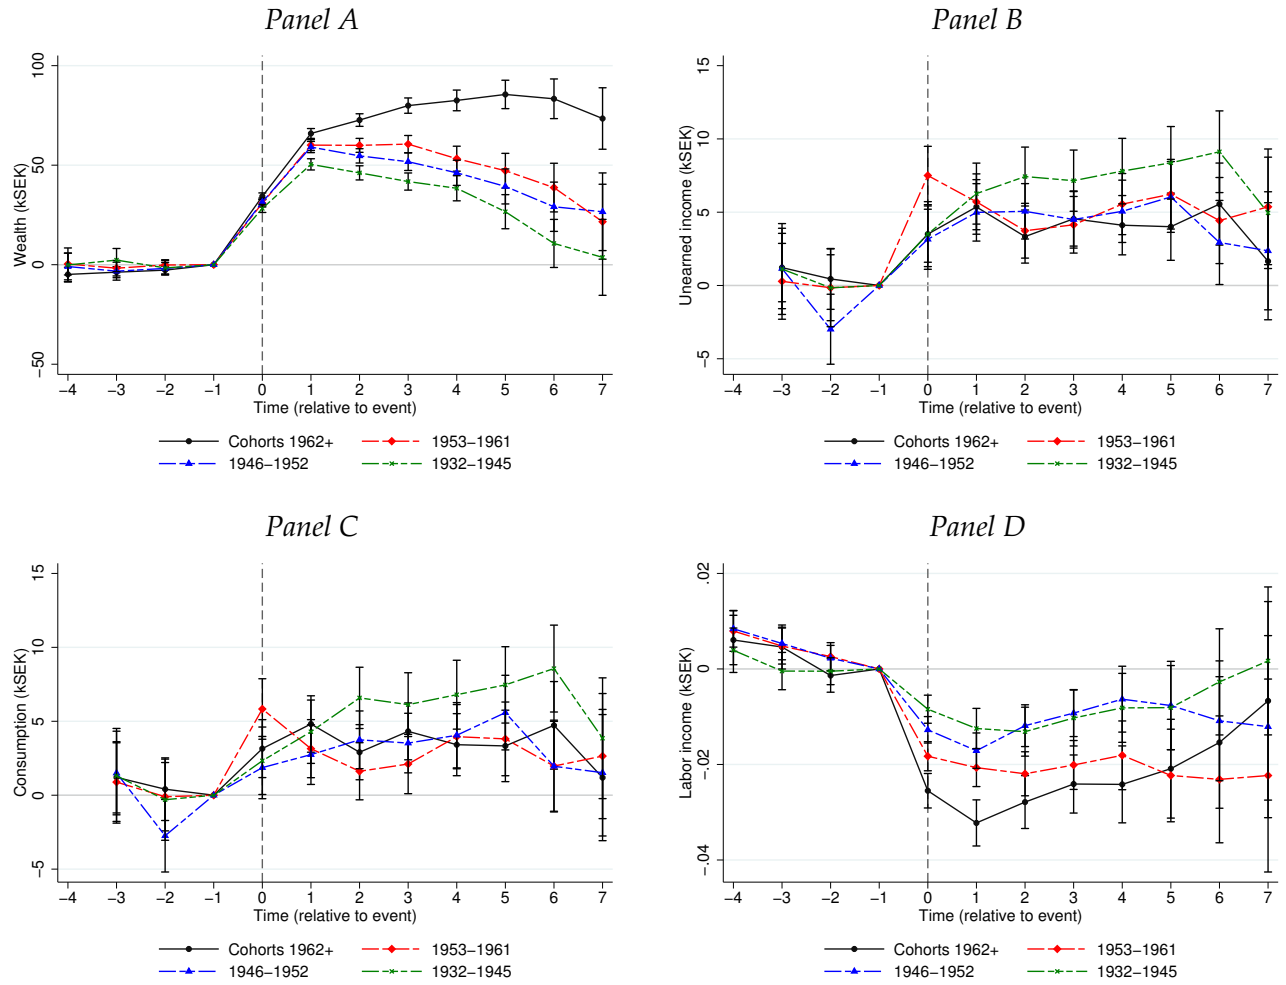 Panel A
100
50
0
−50
Wealth (kSEK)
−4 −3 −2 −1 0 1 2 3 4 5 6 7
Time (relative to event)
Cohorts 1962+ 1953−1961
1946−1952 1932−1945
Panel B
15
10
5
0
−5
Unearned income (kSEK)
−4 −3 −2 −1 0 1 2 3 4 5 6 7
Time (relative to event)
Cohorts 1962+ 1953−1961
1946−1952 1932−1945
Panel C
15
10
5
0
−5
Consumption (kSEK)
−4 −3 −2 −1 0 1 2 3 4 5 6 7
Time (relative to event)
Cohorts 1962+ 1953−1961
1946−1952 1932−1945
Panel D
.02
0
−.02
−.04
Labor income (kSEK)
−4 −3 −2 −1 0 1 2 3 4 5 6 7
Time (relative to event)
Cohorts 1962+ 1953−1961
1946−1952 1932−1945